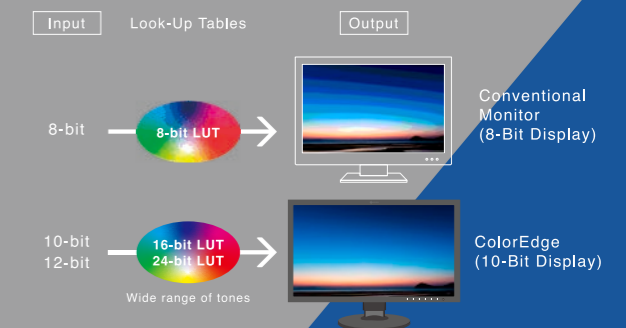 Input
Look-Up Tables
Output
8-bit
8-bit LUT
Conventional
Monitor
(8-Bit Display)
10-bit
12-bit
16-bit LUT
24-bit LUT
Wide range of tones
ColorEdge
(10-Bit Display)